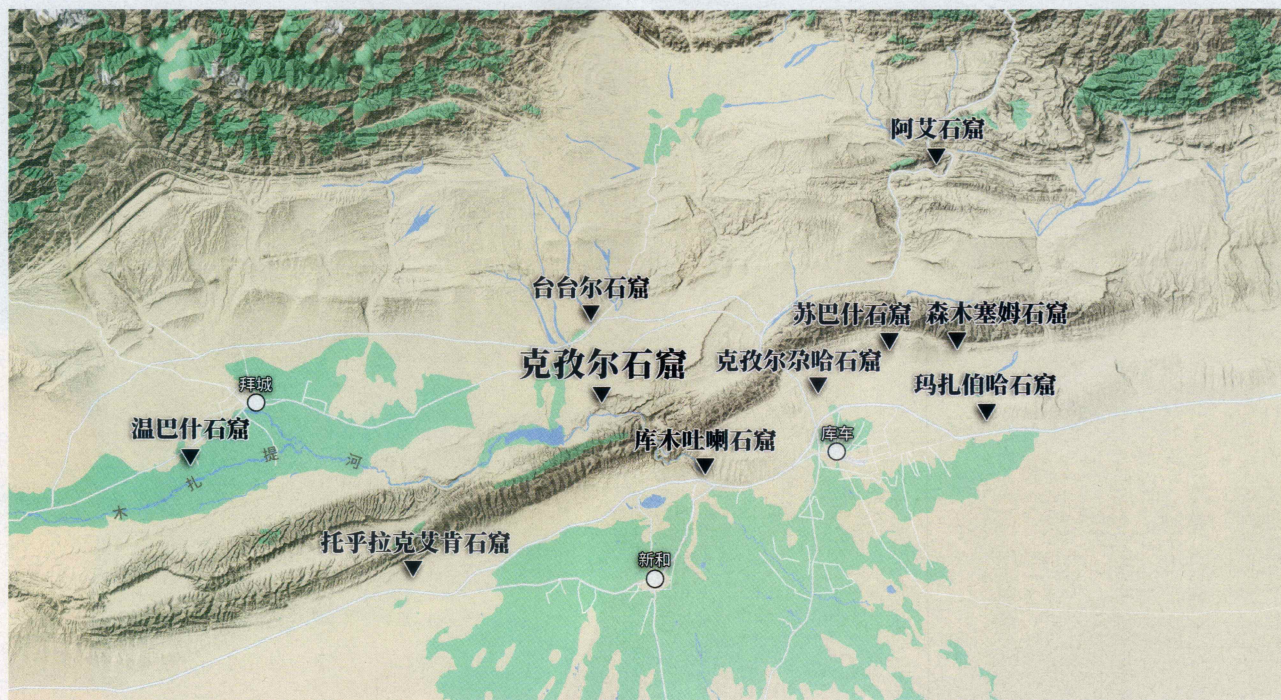 阿艾石窟
台台尔石窟
苏巴什石窟
森木塞姆石窟
克孜尔石窟
克孜尔尕哈石窟
玛扎伯哈石窟
拜城
温巴什石窟
库木吐喇石窟
库车
木扎提河
托乎拉克艾肯石窟
新和